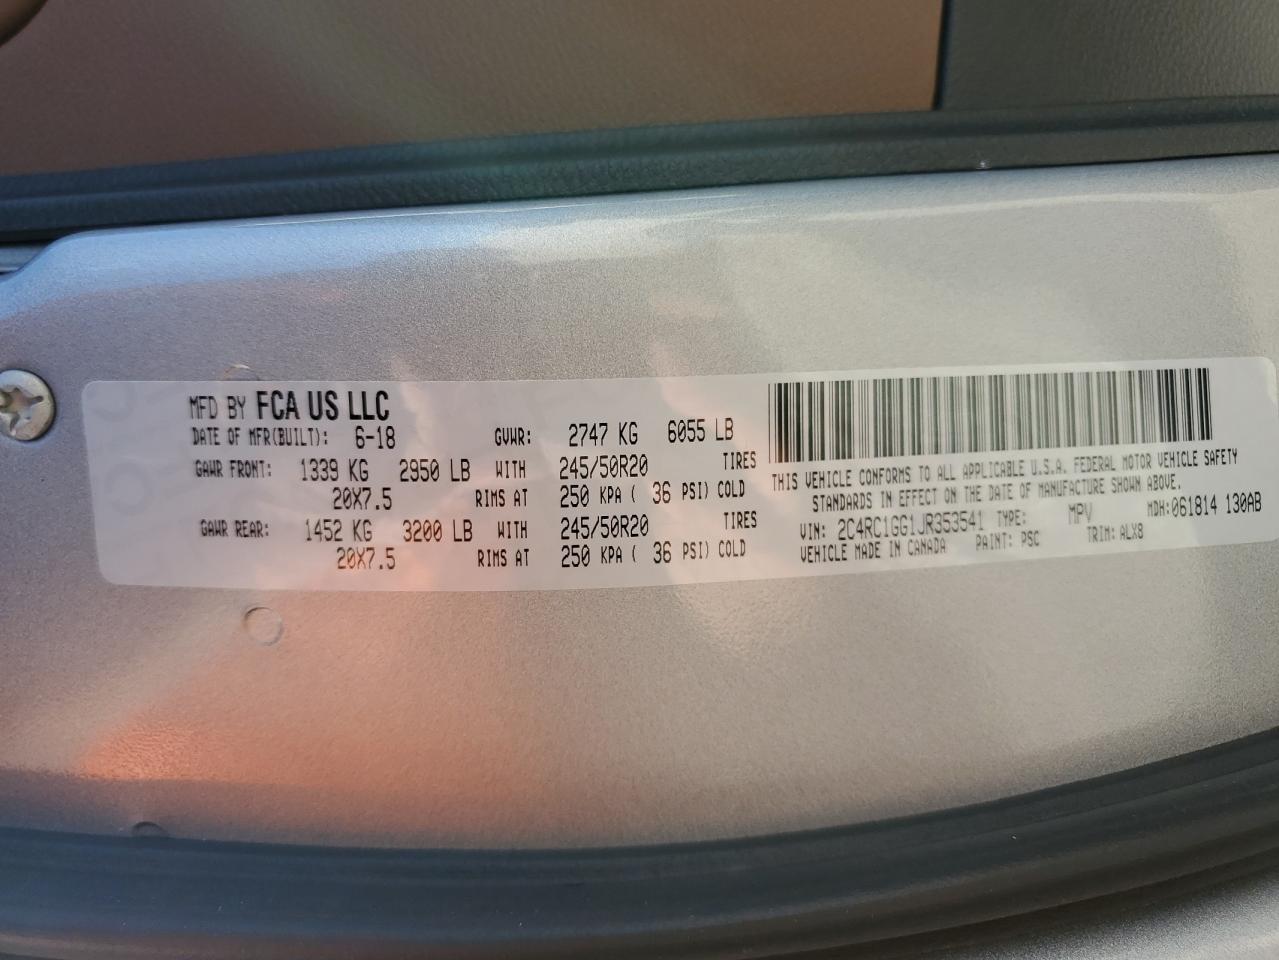 MFD BY FCA US LLC
DATE OF MFR(BUILT): 6-18 GVWR: 2747 KG 6055 LB
GAWR FRONT: 1339 KG 2950 LB WITH 245/50R20 TIRES
20X7.5 RIMS AT 250 KPA ( 36 PSI) COLD
GAWR REAR: 1452 KG 3200 LB WITH 245/50R20 TIRES
20X7.5 RIMS AT 250 KPA ( 36 PSI) COLD
THIS VEHICLE CONFORMS TO ALL APPLICABLE U.S.A. FEDERAL MOTOR VEHICLE SAFETY
STANDARDS IN EFFECT ON THE DATE OF MANUFACTURE SHOWN ABOVE.
VIN: 2C4RC1GG1JR353541 TYPE: MPV MDH:061814 130AB
VEHICLE MADE IN CANADA PAINT: PSC TRIM: ALX8